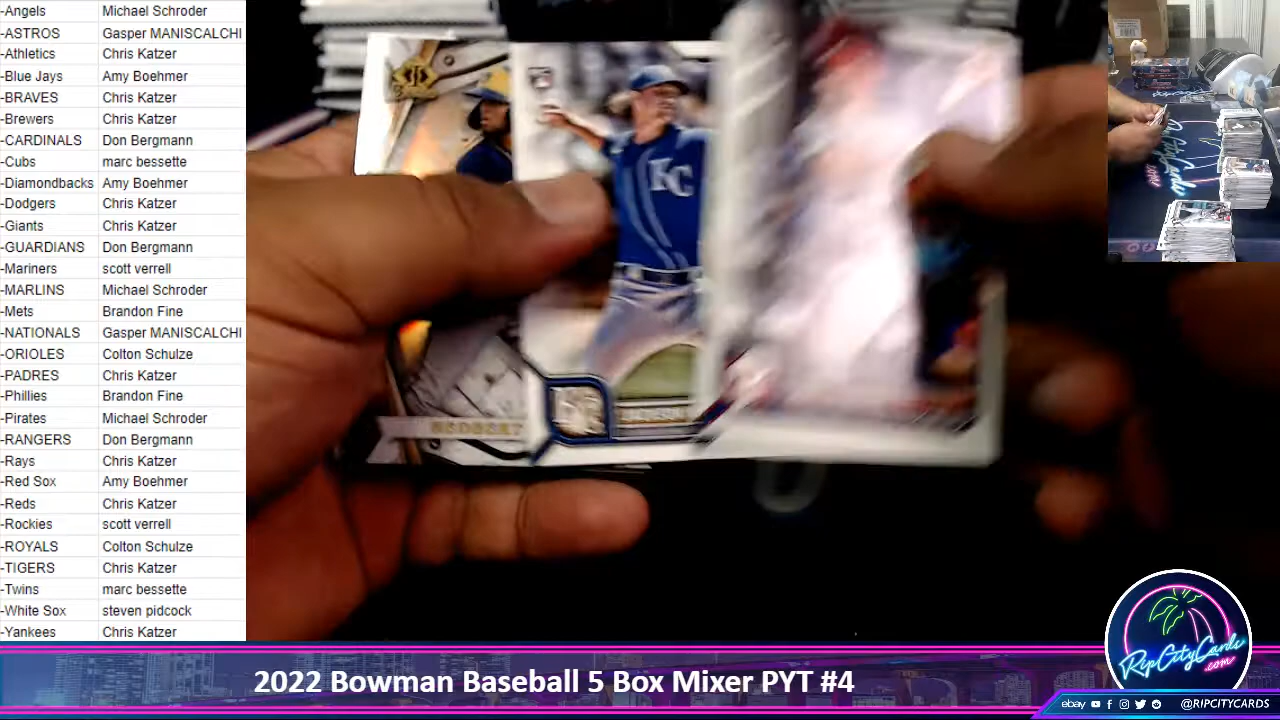 -Angels Michael Schroder
-ASTROS Gasper MANISCALCHI
-Athletics Chris Katzer
-Blue Jays Amy Boehmer
-BRAVES Chris Katzer
-Brewers Chris Katzer
-CARDINALS Don Bergmann
-Cubs marc bessette
-Diamondbacks Amy Boehmer
-Dodgers Chris Katzer
-Giants Chris Katzer
-GUARDIANS Don Bergmann
-Mariners scott verrell
-MARLINS Michael Schroder
-Mets Brandon Fine
-NATIONALS Gasper MANISCALCHI
-ORIOLES Colton Schulze
-PADRES Chris Katzer
-Phillies Brandon Fine
-Pirates Michael Schroder
-RANGERS Don Bergmann
-Rays Chris Katzer
-Red Sox Amy Boehmer
-Reds Chris Katzer
-Rockies scott verrell
-ROYALS Colton Schulze
-TIGERS Chris Katzer
-Twins marc bessette
-White Sox steven pidcock
-Yankees Chris Katzer
KC
2022 Bowman Baseball 5 Box Mixer PYT #4
RipCityCards
.com
ebay @RIPCITYCARDS